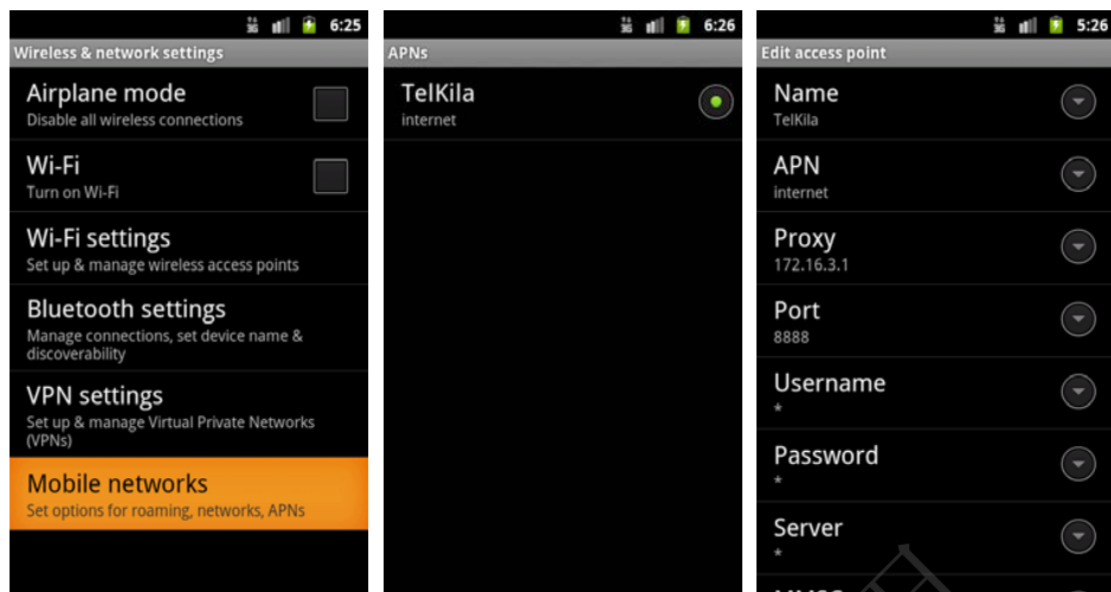 6:25
Wireless & network settings
Airplane mode
Disable all wireless connections
Wi-Fi
Turn on Wi-Fi
Wi-Fi settings
Set up & manage wireless access points
Bluetooth settings
Manage connections, set device name &
discoverability
VPN settings
Set up & manage Virtual Private Networks
(VPNs)
Mobile networks
Set options for roaming, networks, APNs
6:26
APNs
TelKila
internet
5:26
Edit access point
Name
TelKila
APN
internet
Proxy
172.16.3.1
Port
8888
Username
*
Password
*
Server
*